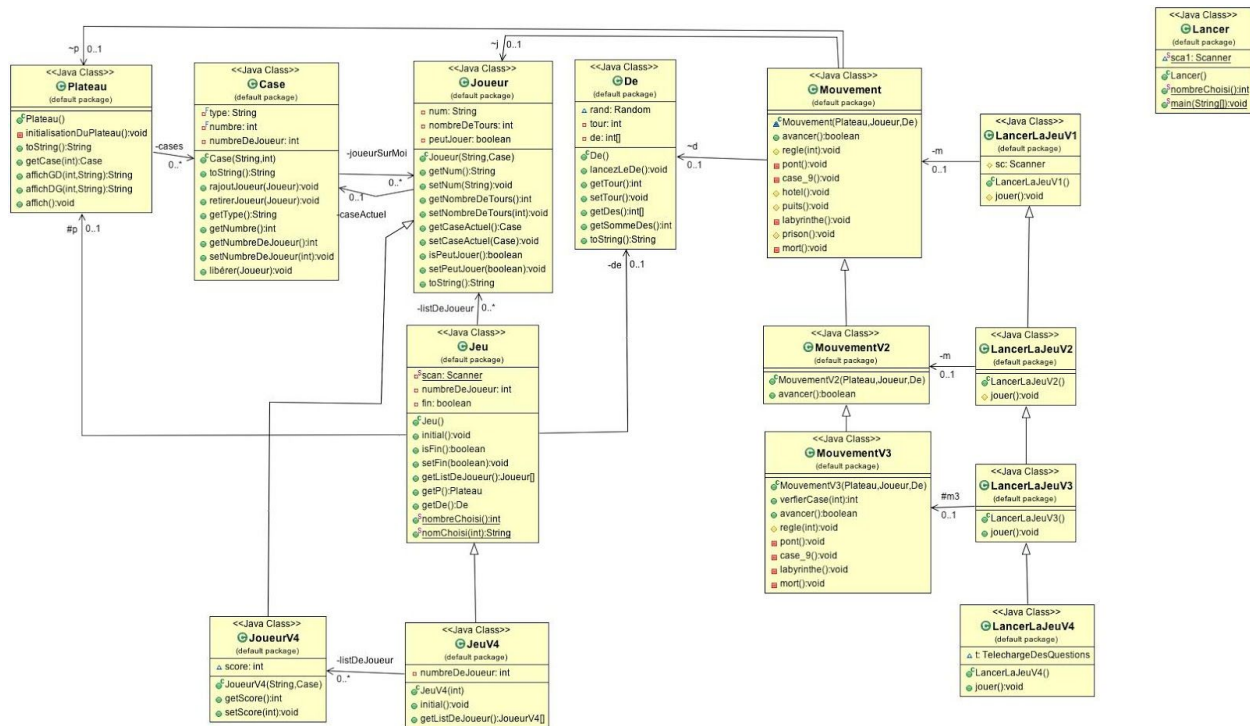 ~p
0..1
~j
0..1
<<Java Class>>
Plateau
(default package)
Plateau()
initialisationDuPlateau():void
toString():String
getCase(int):Case
affichGD(int,String):String
affichDG(int,String):String
affich():void
-cases
0..*
#p
0..1
<<Java Class>>
Case
(default package)
type: String
numbre: int
numbreDeJoueur: int
Case(String,int)
toString():String
rajoutJoueur(Joueur):void
retirerJoueur(Joueur):void
getType():String
getNumbre():int
getNumbreDeJoueur():int
setNumbreDeJoueur(int):void
libérer(Joueur):void
-joueurSurMoi
0..*
0..1
-caseActuel
<<Java Class>>
Joueur
(default package)
num: String
nombreDeTours: int
peutJouer: boolean
Joueur(String,Case)
getNum():String
setNum(String):void
getNombreDeTours():int
setNombreDeTours(int):void
getCaseActuel():Case
setCaseActuel(Case):void
isPeutJouer():boolean
setPeutJouer(boolean):void
toString():String
<<Java Class>>
De
(default package)
rand: Random
tour: int
de: int[]
De()
lancezLeDe():void
getTour():int
setTour():void
getDes():int[]
getSommeDes():int
toString():String
-de
0..1
~d
0..1
<<Java Class>>
Mouvement
(default package)
Mouvement(Plateau,Joueur,De)
avancer():boolean
regle(int):void
pont():void
case_9():void
hotel():void
puits():void
labyrinthe():void
prison():void
mort():void
-m
0..1
<<Java Class>>
LancerLaJeuV1
(default package)
sc: Scanner
LancerLaJeuV1()
jouer():void
<<Java Class>>
Lancer
(default package)
sca1: Scanner
Lancer()
nombreChoisi():int
main(String[]):void
-listDeJoueur
0..*
<<Java Class>>
Jeu
(default package)
scan: Scanner
numbreDeJoueur: int
fin: boolean
Jeu()
initial():void
isFin():boolean
setFin(boolean):void
getListDeJoueur():Joueur[]
getP():Plateau
getDe():De
nombreChoisi():int
nomChoisi(int):String
<<Java Class>>
MouvementV2
(default package)
MouvementV2(Plateau,Joueur,De)
avancer():boolean
-m
0..1
<<Java Class>>
LancerLaJeuV2
(default package)
LancerLaJeuV2()
jouer():void
<<Java Class>>
MouvementV3
(default package)
MouvementV3(Plateau,Joueur,De)
verfierCase(int):int
avancer():boolean
regle(int):void
pont():void
case_9():void
labyrinthe():void
mort():void
#m3
0..1
<<Java Class>>
LancerLaJeuV3
(default package)
LancerLaJeuV3()
jouer():void
<<Java Class>>
JoueurV4
(default package)
score: int
JoueurV4(String,Case)
getScore():int
setScore(int):void
-listDeJoueur
0..*
<<Java Class>>
JeuV4
(default package)
numbreDeJoueur: int
JeuV4(int)
initial():void
getListDeJoueur():JoueurV4[]
<<Java Class>>
LancerLaJeuV4
(default package)
t: TelechargeDesQuestions
LancerLaJeuV4()
jouer():void